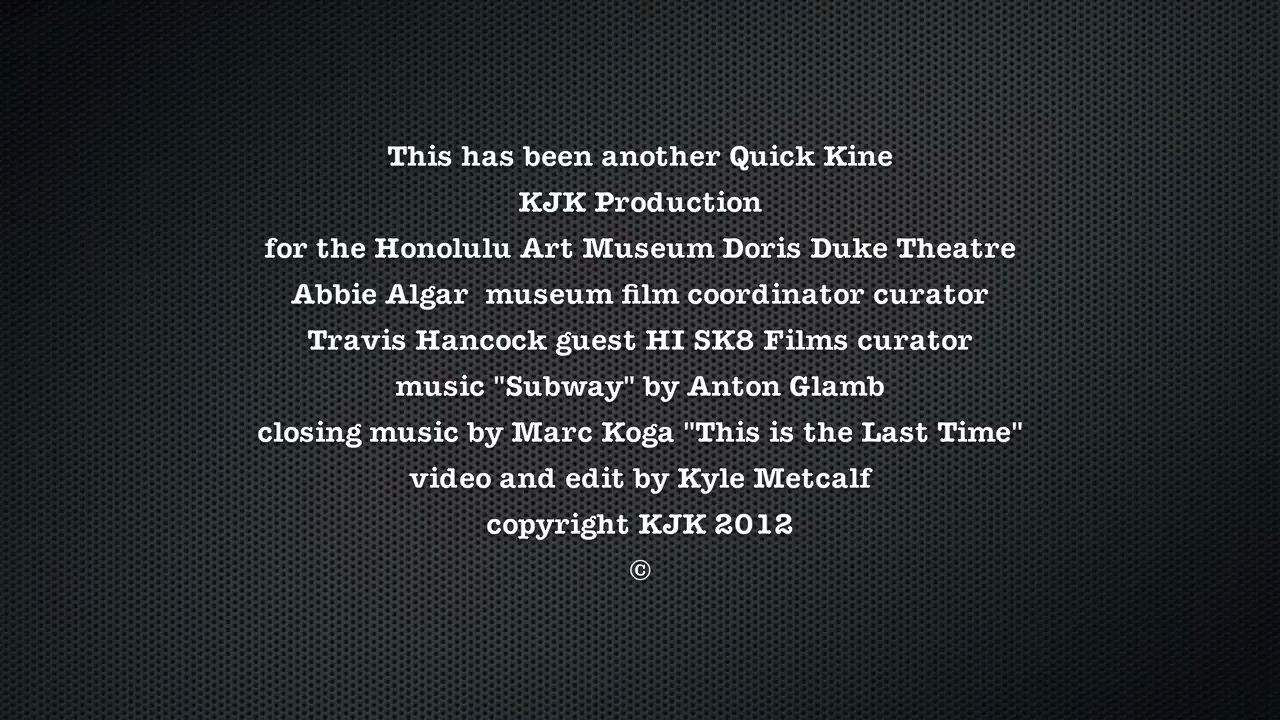 This has been another Quick Kine
KJK Production
for the Honolulu Art Museum Doris Duke Theatre
Abbie Algar  museum film coordinator curator
Travis Hancock guest HI SK8 Films curator
music "Subway" by Anton Glamb
closing music by Marc Koga "This is the Last Time"
video and edit by Kyle Metcalf
copyright KJK 2012
©